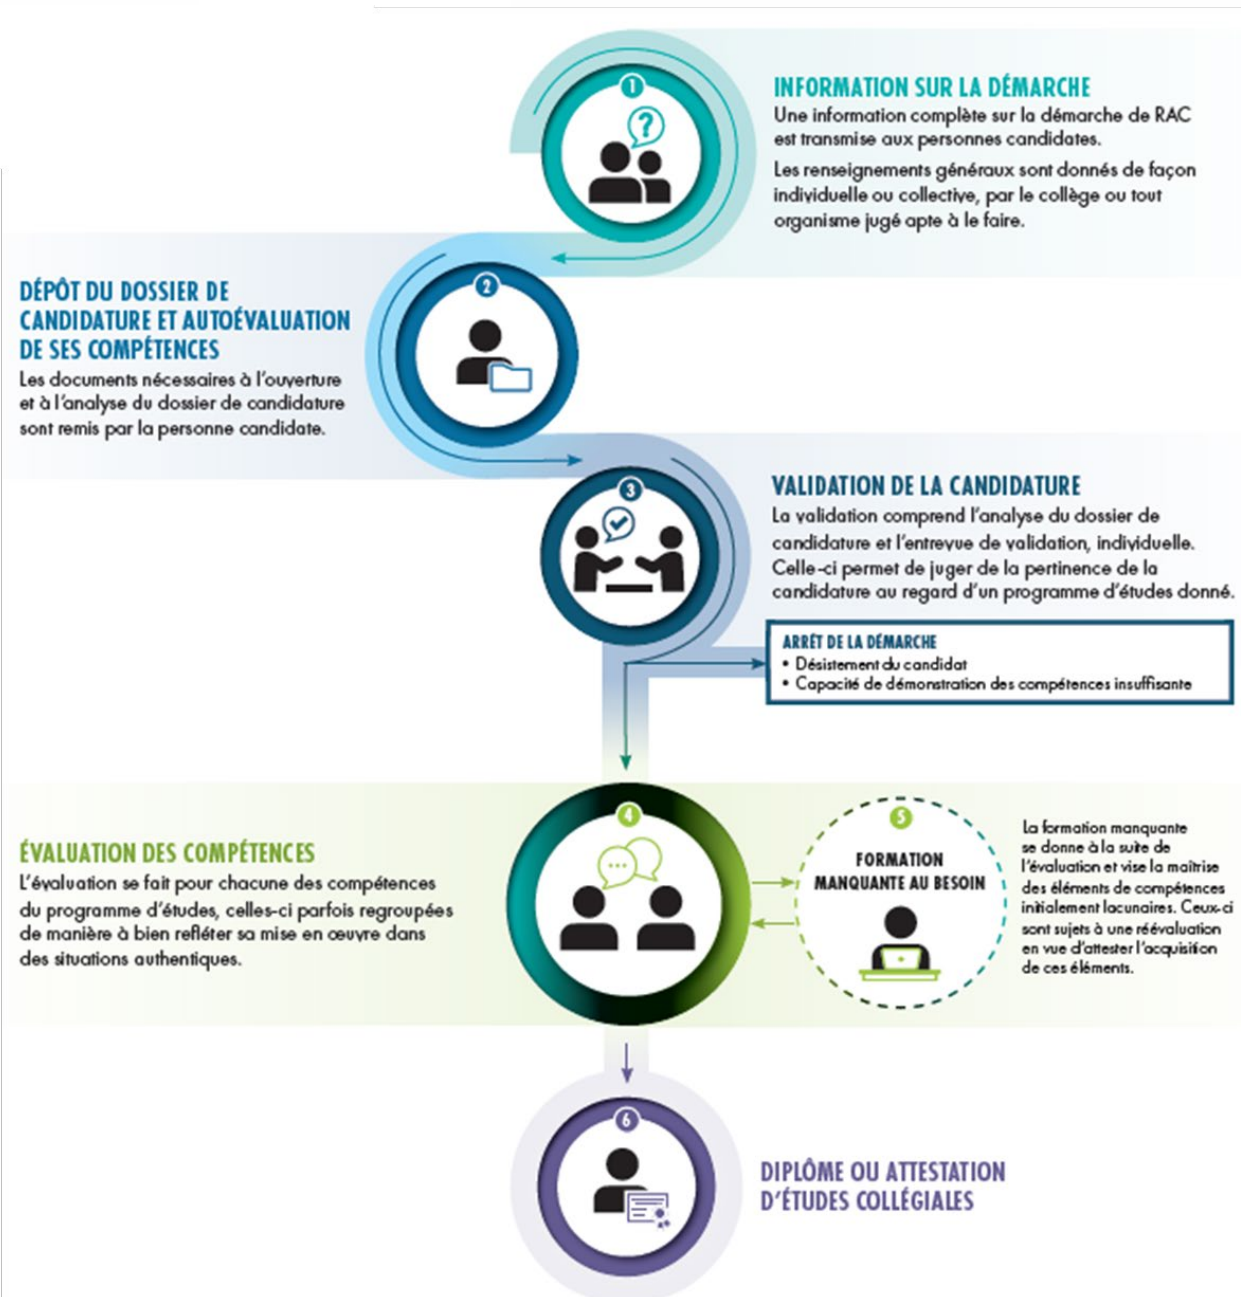 1
INFORMATION SUR LA DÉMARCHE
Une information complète sur la démarche de RAC
est transmise aux personnes candidates.
Les renseignements généraux sont donnés de façon
individuelle ou collective, par le collège ou tout
organisme jugé apte à le faire.
?
2
DÉPÔT DU DOSSIER DE
CANDIDATURE ET AUTOÉVALUATION
DE SES COMPÉTENCES
Les documents nécessaires à l'ouverture
et à l'analyse du dossier de candidature
sont remis par la personne candidate.
3
VALIDATION DE LA CANDIDATURE
La validation comprend l'analyse du dossier de
candidature et l'entrevue de validation, individuelle.
Celle-ci permet de juger de la pertinence de la
candidature au regard d'un programme d'études donné.
ARRÊT DE LA DÉMARCHE
• Désistement du candidat
• Capacité de démonstration des compétences insuffisante
4
ÉVALUATION DES COMPÉTENCES
L'évaluation se fait pour chacune des compétences
du programme d'études, celles-ci parfois regroupées
de manière à bien refléter sa mise en œuvre dans
des situations authentiques.
5
FORMATION
MANQUANTE AU BESOIN
La formation manquante
se donne à la suite de
l'évaluation et vise la maîtrise
des éléments de compétences
initialement lacunaires. Ceux-ci
sont sujets à une réévaluation
en vue d'attester l'acquisition
de ces éléments.
6
DIPLÔME OU ATTESTATION
D'ÉTUDES COLLÉGIALES